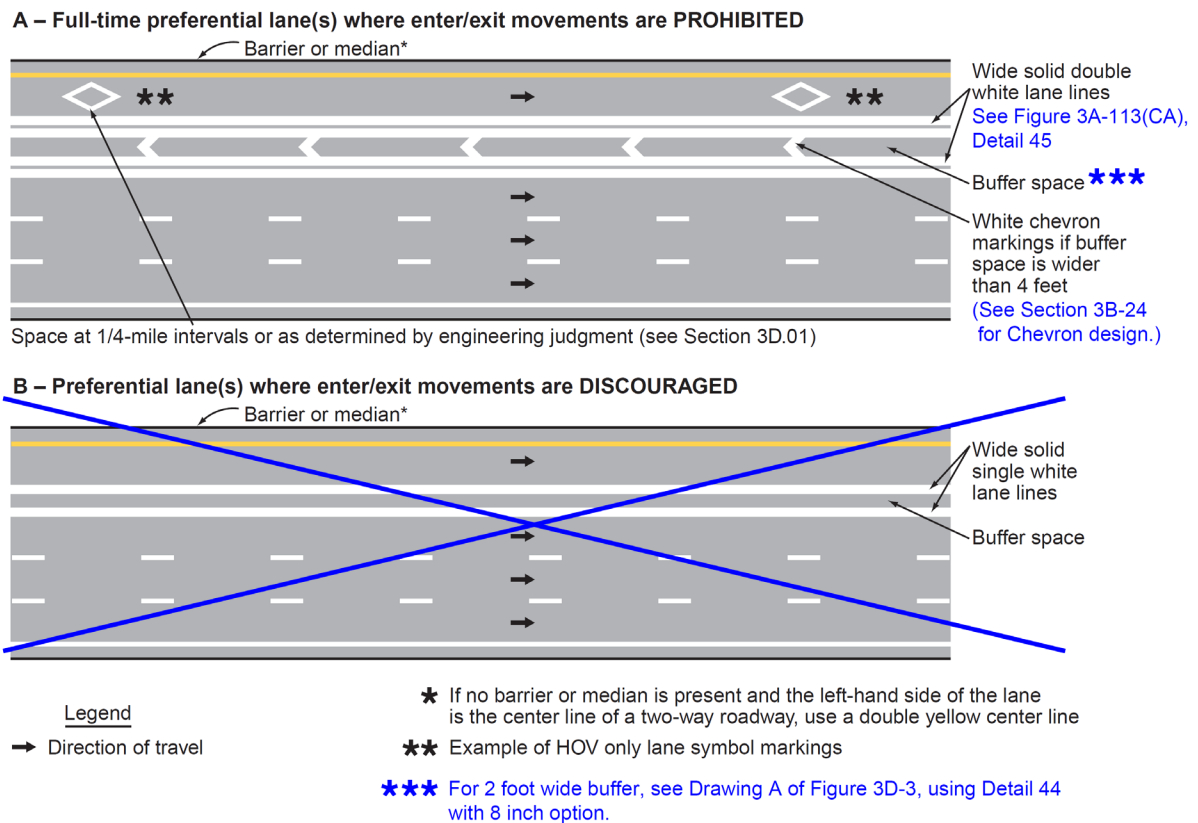 A – Full-time preferential lane(s) where enter/exit movements are PROHIBITED
Barrier or median*
Wide solid double
white lane lines
See Figure 3A-113(CA),
Detail 45
**
**
Buffer space ***
White chevron
markings if buffer
space is wider
than 4 feet
(See Section 3B-24
for Chevron design.)
Space at 1/4-mile intervals or as determined by engineering judgment (see Section 3D.01)
B – Preferential lane(s) where enter/exit movements are DISCOURAGED
Barrier or median*
Wide solid
single white
lane lines
Buffer space
Legend
Direction of travel
* If no barrier or median is present and the left-hand side of the lane
is the center line of a two-way roadway, use a double yellow center line
** Example of HOV only lane symbol markings
*** For 2 foot wide buffer, see Drawing A of Figure 3D-3, using Detail 44
with 8 inch option.